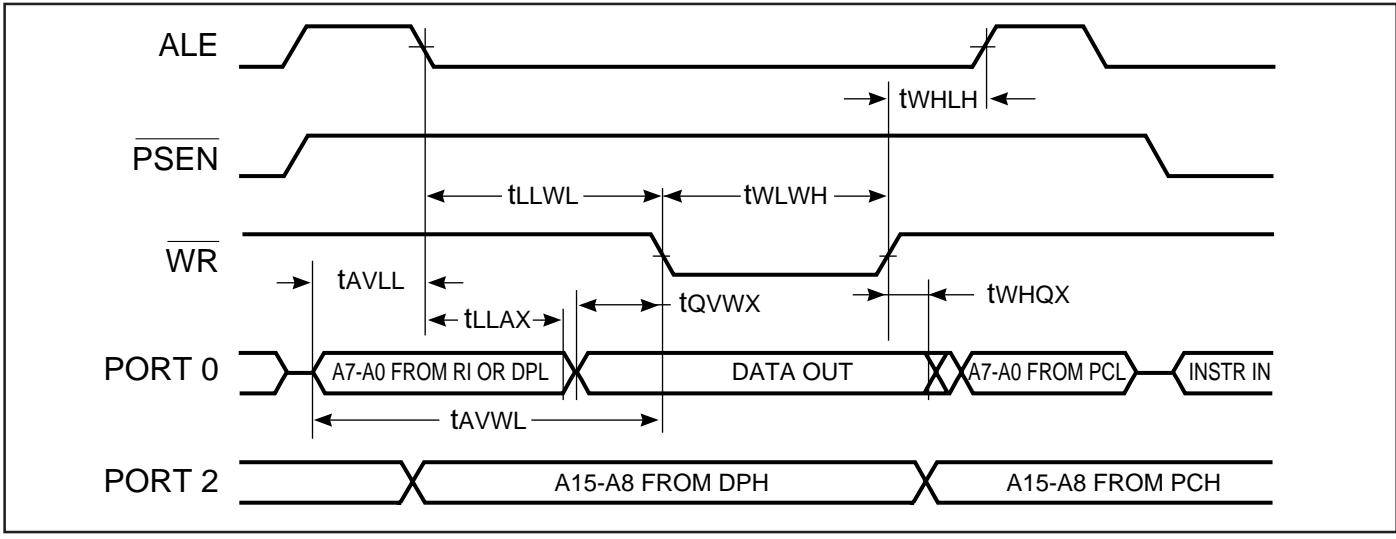 ALE
tWHLH
PSEN
tLLWL
tWLWH
WR
tAVLL
tLLAX
tQVWX
tWHQX
PORT 0
A7-A0 FROM RI OR DPL
DATA OUT
A7-A0 FROM PCL
INSTR IN
tAVWL
PORT 2
A15-A8 FROM DPH
A15-A8 FROM PCH